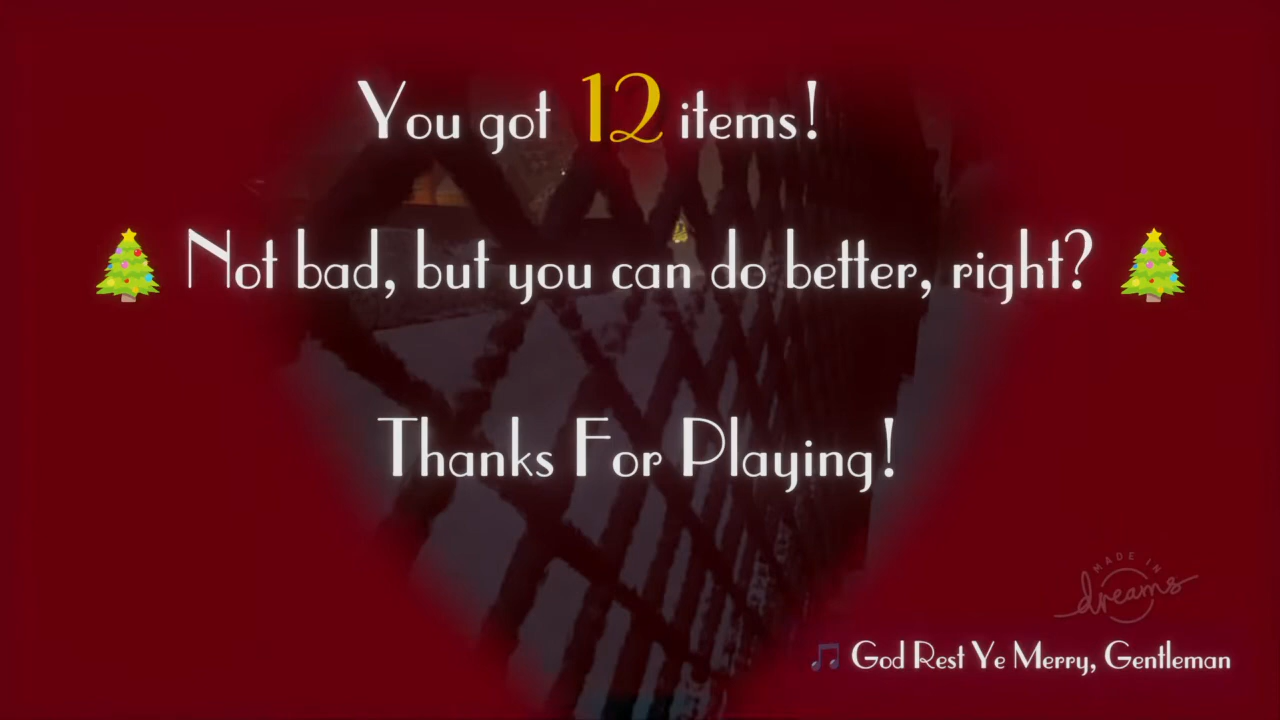 You got 12 items!
🎄 Not bad, but you can do better, right? 🎄
Thanks For Playing!
MADE IN
dreams
🎵 God Rest Ye Merry, Gentleman